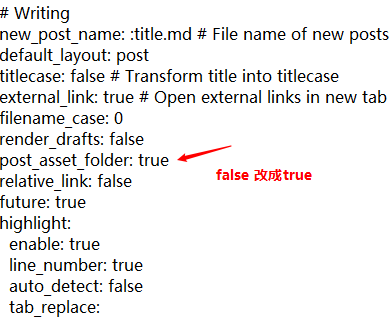 # Writing
new_post_name: :title.md # File name of new posts
default_layout: post
titlecase: false # Transform title into titlecase
external_link: true # Open external links in new tab
filename_case: 0
render_drafts: false
post_asset_folder: true
relative_link: false
false 改成true
future: true
highlight:
  enable: true
  line_number: true
  auto_detect: false
  tab_replace: